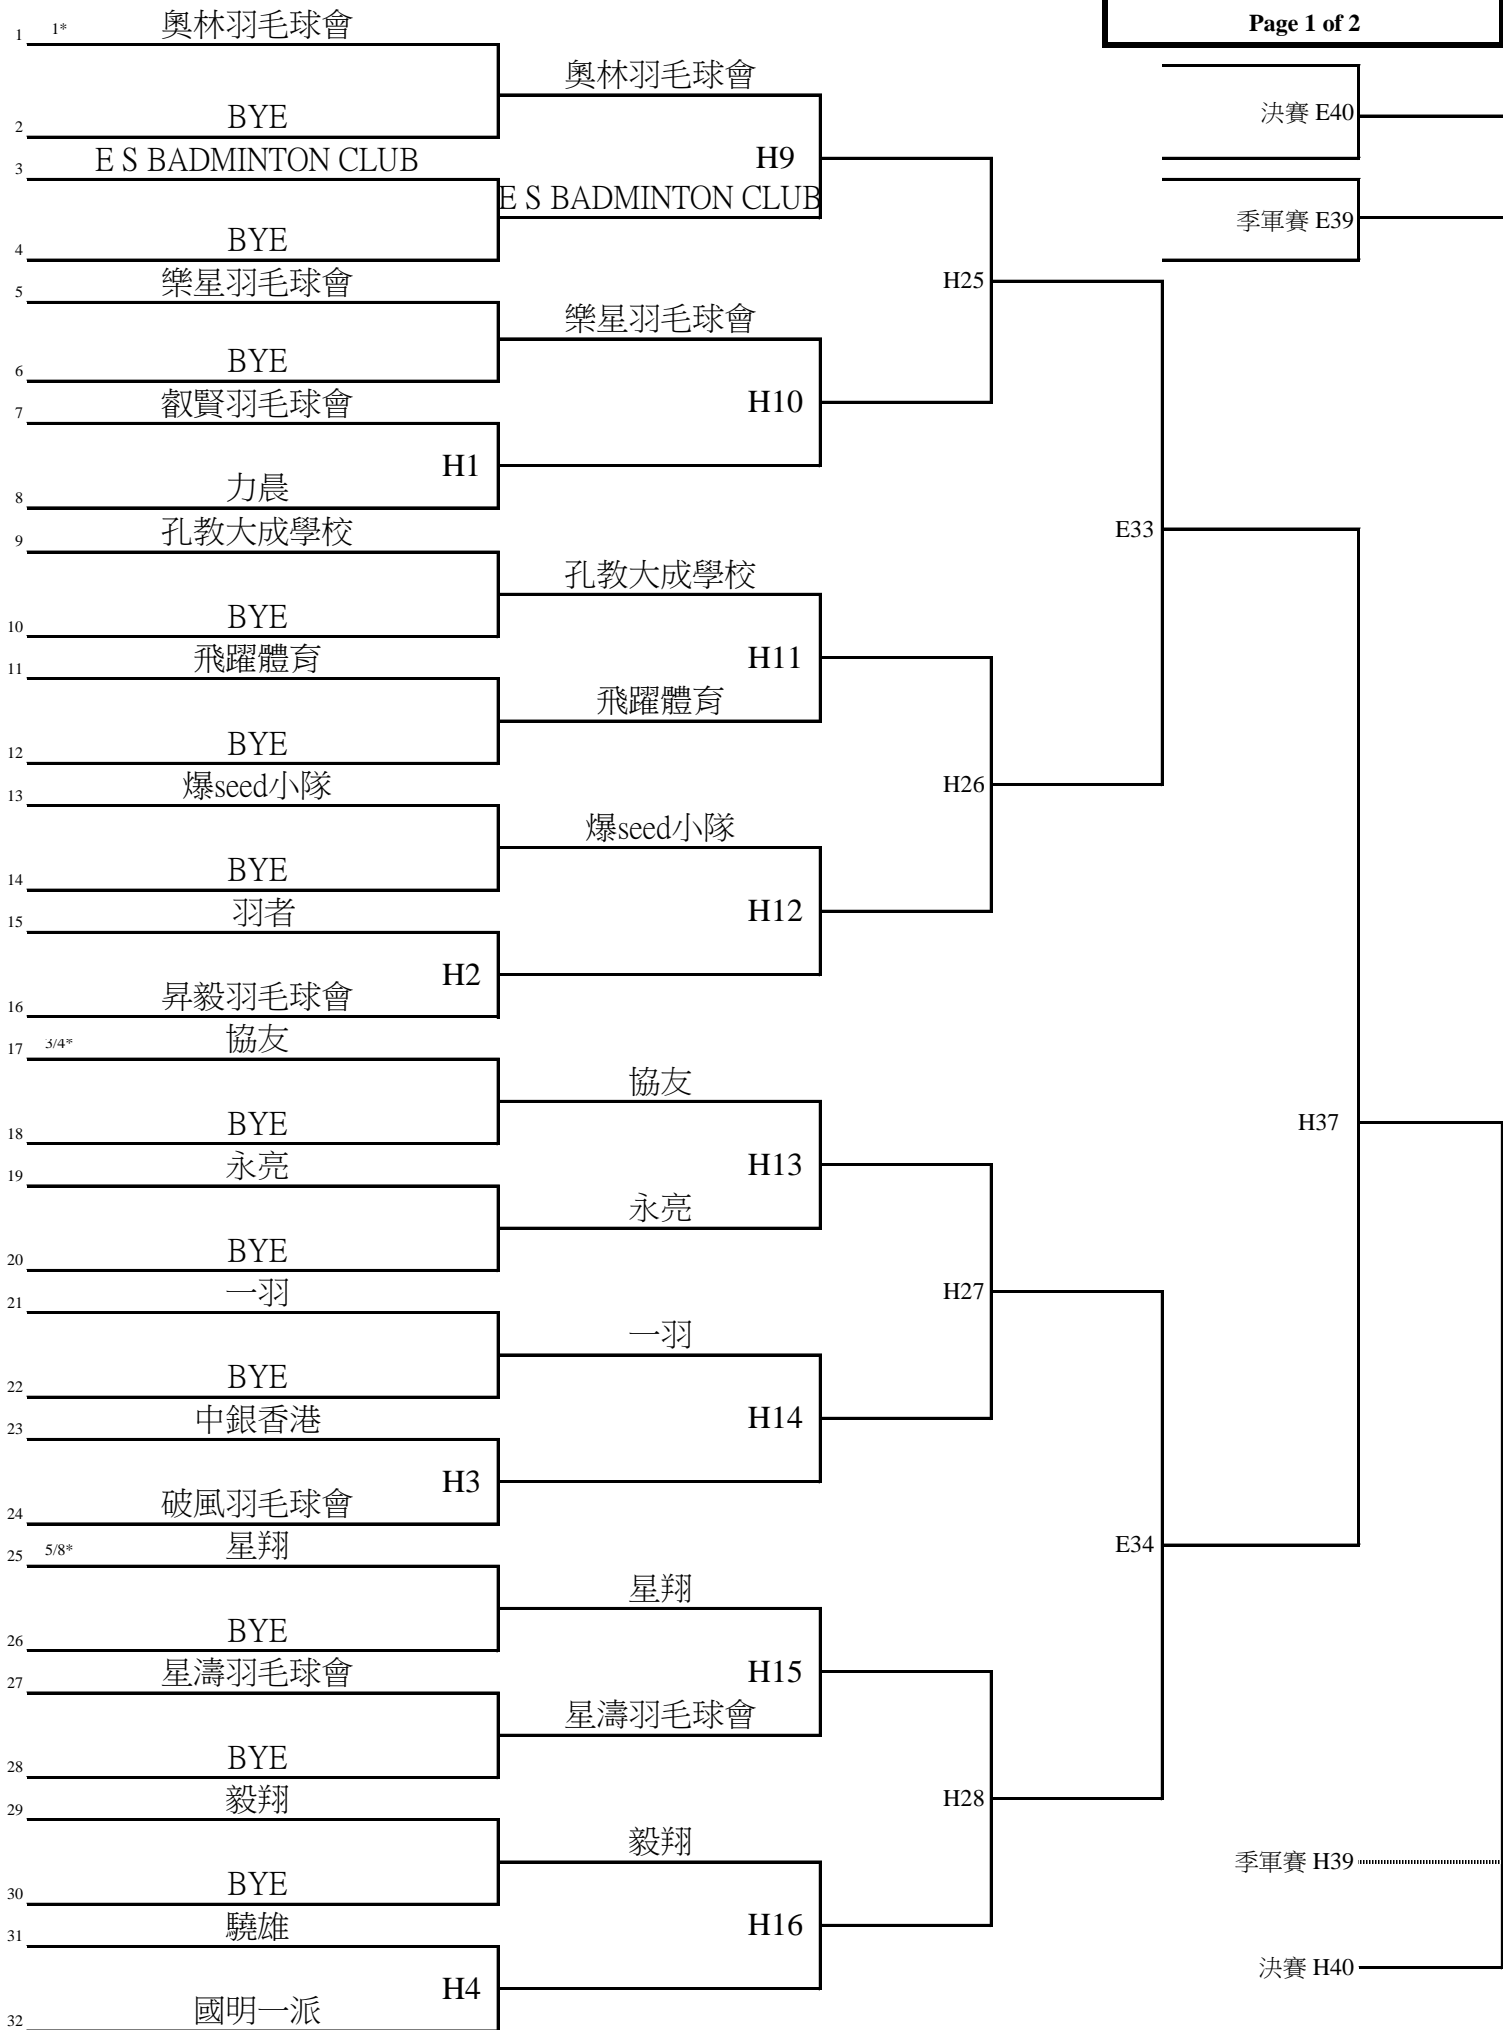 Page 1 of 2
1 1* 奧林羽毛球會
奧林羽毛球會
決賽 E40
2 BYE
3 E S BADMINTON CLUB
H9
E S BADMINTON CLUB
季軍賽 E39
4 BYE
5 樂星羽毛球會
H25
樂星羽毛球會
6 BYE
7 叡賢羽毛球會
H10
H1
8 力晨
9 孔教大成學校
E33
孔教大成學校
10 BYE
11 飛躍體育
H11
飛躍體育
12 BYE
13 爆seed小隊
H26
爆seed小隊
14 BYE
15 羽者
H12
H2
16 昇毅羽毛球會
17 3/4* 協友
協友
18 BYE
H37
19 永亮
H13
永亮
20 BYE
21 一羽
H27
一羽
22 BYE
23 中銀香港
H14
H3
24 破風羽毛球會
25 5/8* 星翔
E34
星翔
26 BYE
27 星濤羽毛球會
H15
星濤羽毛球會
28 BYE
29 毅翔
H28
毅翔
季軍賽 H39
30 BYE
31 驍雄
H16
決賽 H40
H4
32 國明一派